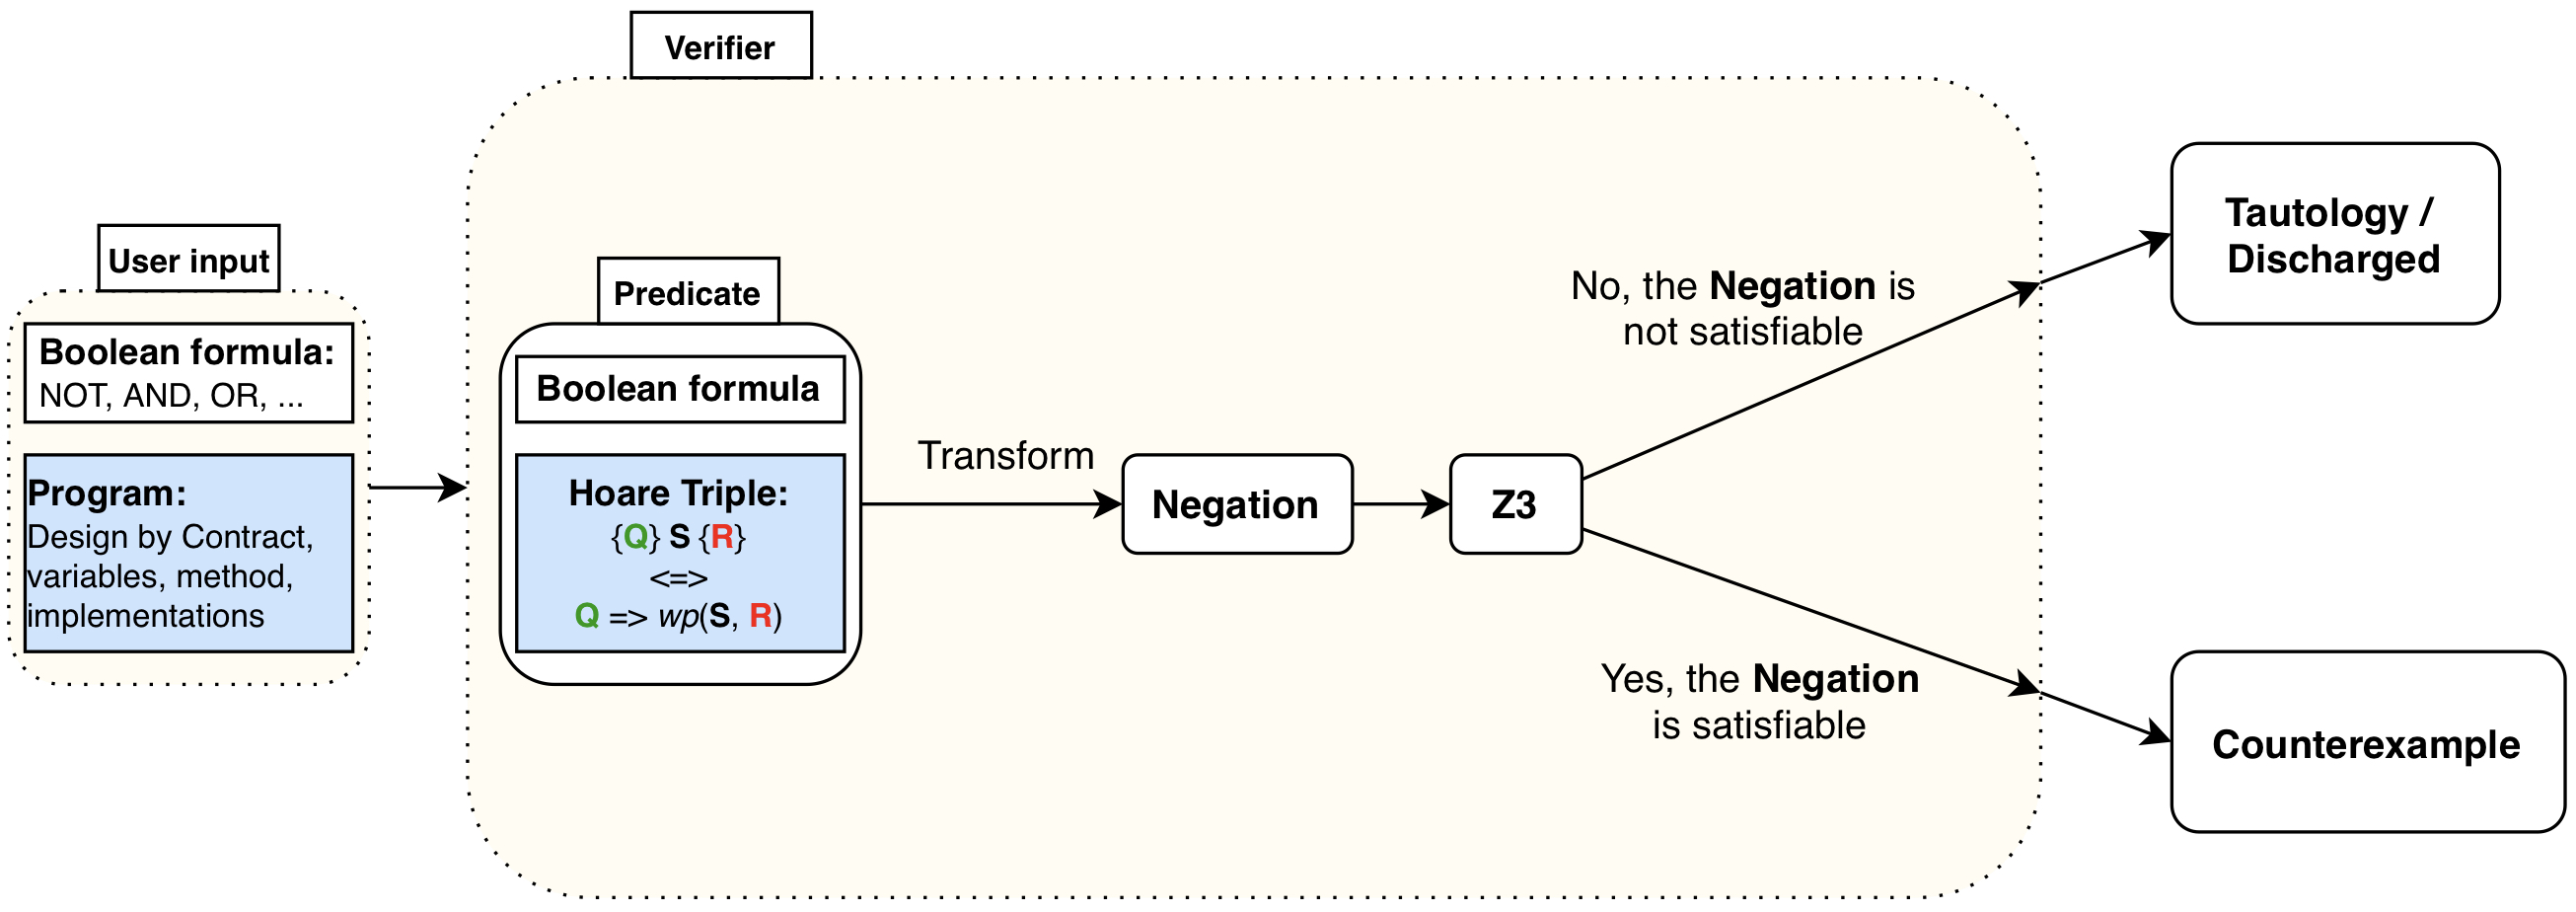 Verifier
User input
Boolean formula:
NOT, AND, OR, ...
Program:
Design by Contract,
variables, method,
implementations
Predicate
Boolean formula
Hoare Triple:
{Q} S {R}
<=>
Q => wp(S, R)
Transform
Negation
Z3
No, the Negation is
not satisfiable
Yes, the Negation
is satisfiable
Tautology /
Discharged
Counterexample